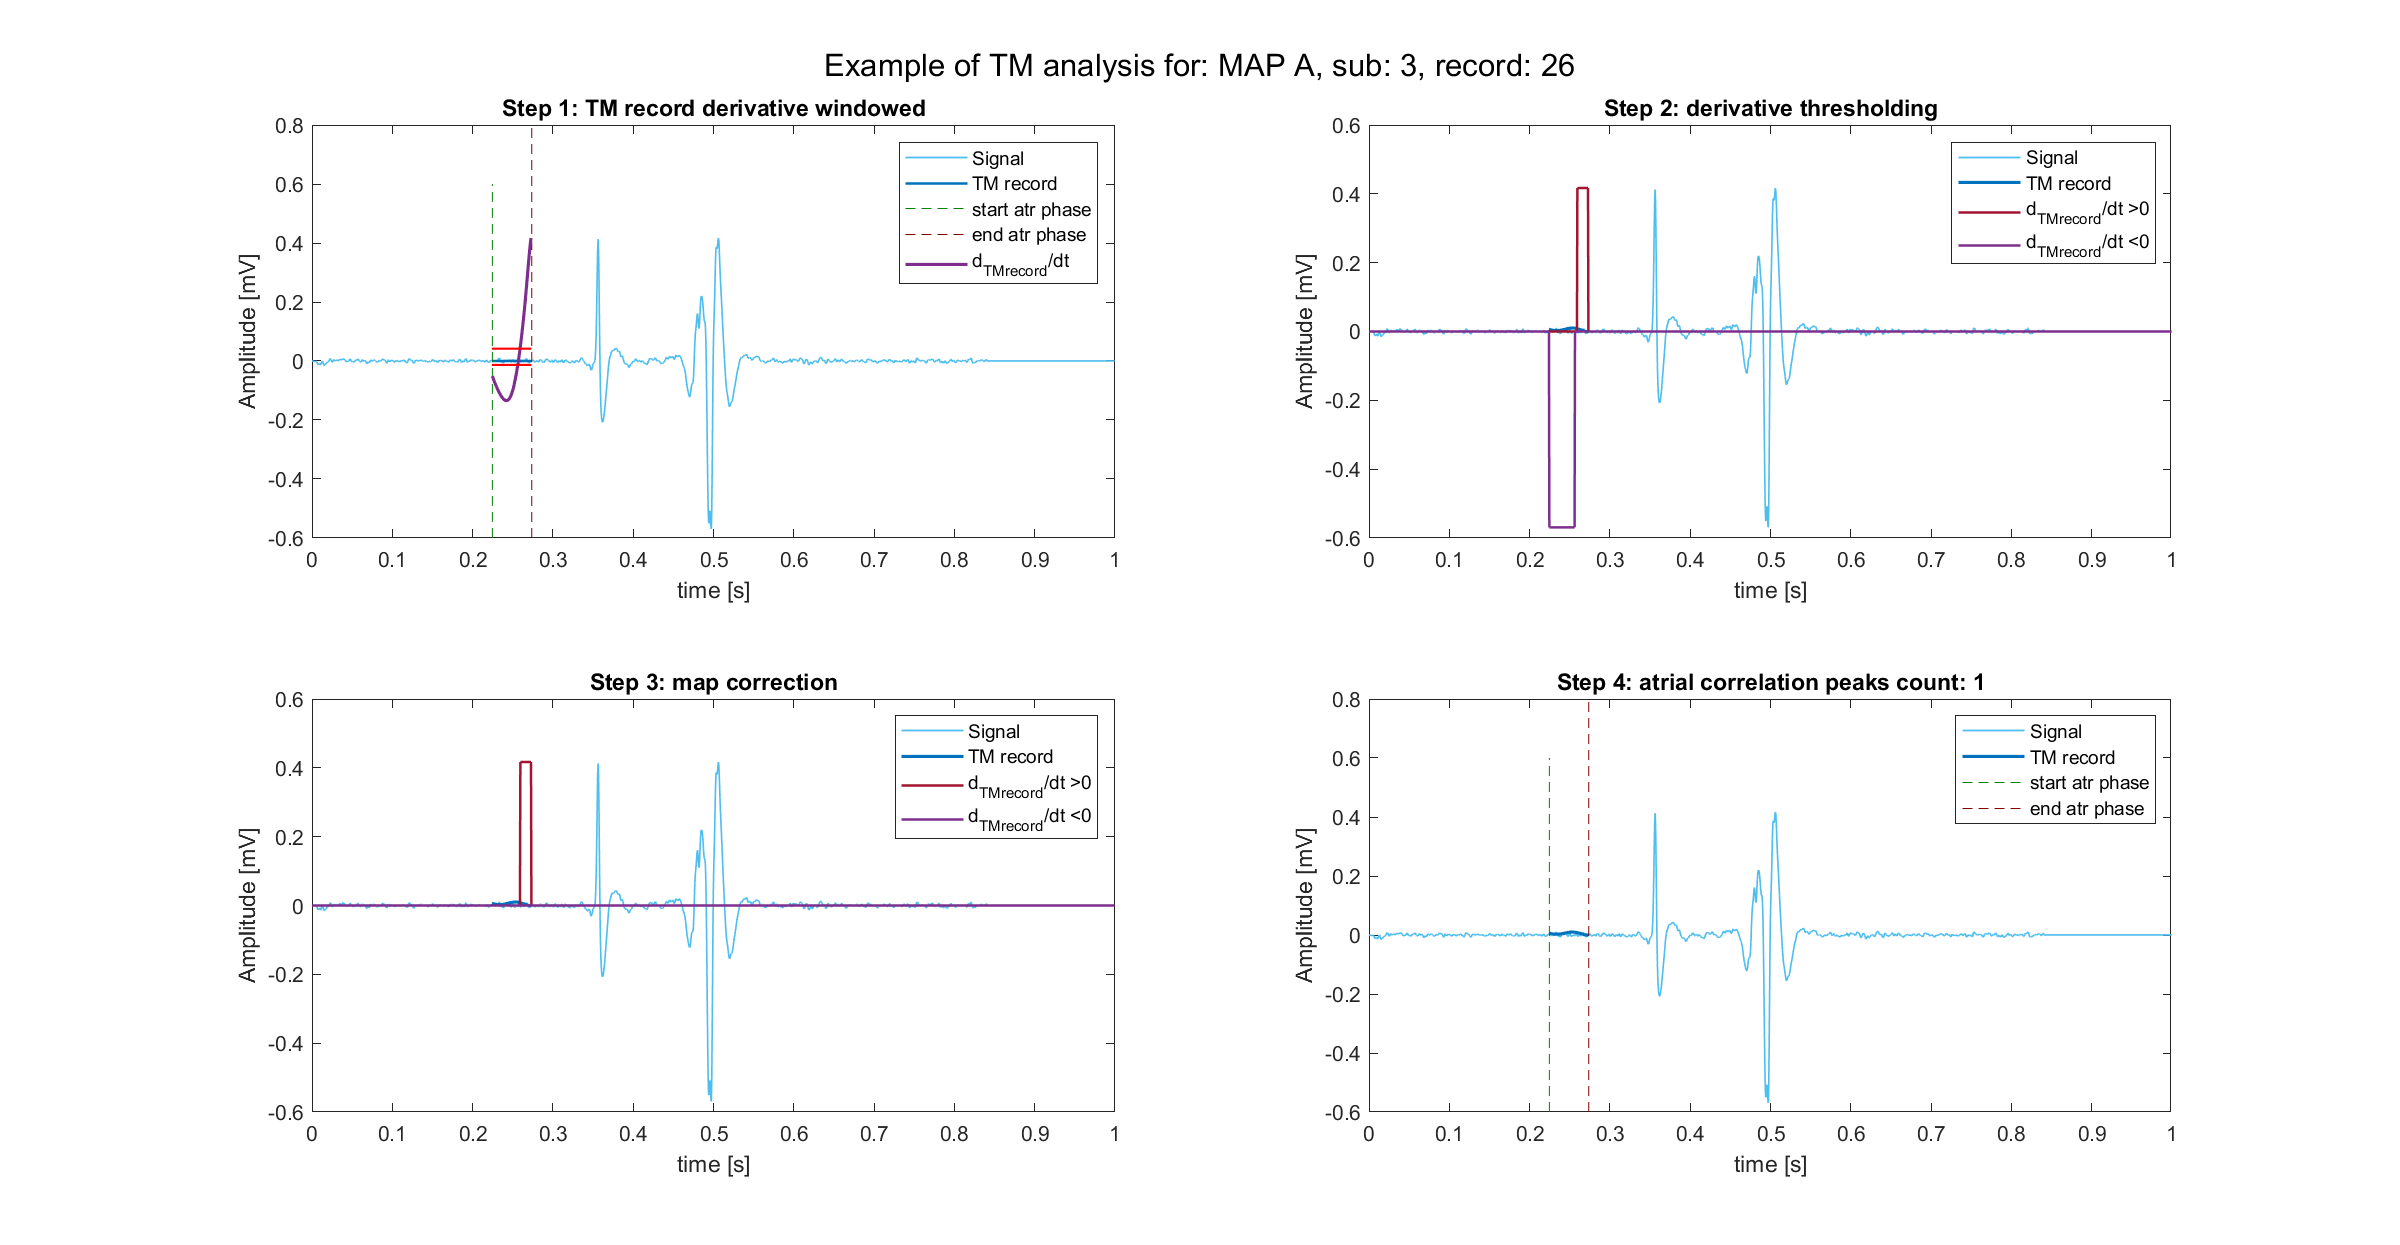 Example of TM analysis for: MAP A, sub: 3, record: 26
Step 1: TM record derivative windowed
0.8
0.6
0.4
0.2
0
-0.2
-0.4
-0.6
Amplitude [mV]
0 0.1 0.2 0.3 0.4 0.5 0.6 0.7 0.8 0.9 1
time [s]
Signal
TM record
start atr phase
end atr phase
dTMrecord/dt
Step 2: derivative thresholding
0.6
0.4
0.2
0
-0.2
-0.4
-0.6
Amplitude [mV]
0 0.1 0.2 0.3 0.4 0.5 0.6 0.7 0.8 0.9 1
time [s]
Signal
TM record
dTMrecord/dt >0
dTMrecord/dt <0
Step 3: map correction
0.6
0.4
0.2
0
-0.2
-0.4
-0.6
Amplitude [mV]
0 0.1 0.2 0.3 0.4 0.5 0.6 0.7 0.8 0.9 1
time [s]
Signal
TM record
dTMrecord/dt >0
dTMrecord/dt <0
Step 4: atrial correlation peaks count: 1
0.8
0.6
0.4
0.2
0
-0.2
-0.4
-0.6
Amplitude [mV]
0 0.1 0.2 0.3 0.4 0.5 0.6 0.7 0.8 0.9 1
time [s]
Signal
TM record
start atr phase
end atr phase